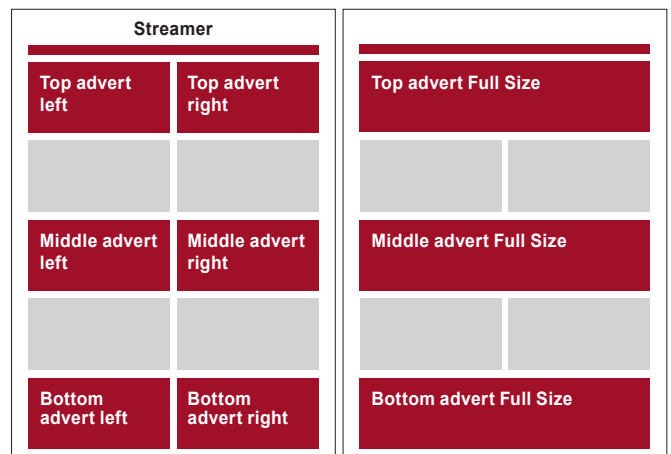 Streamer
Top advert
left
Top advert
right
Middle advert
left
Middle advert
right
Bottom
advert left
Bottom
advert right
Top advert Full Size
Middle advert Full Size
Bottom advert Full Size